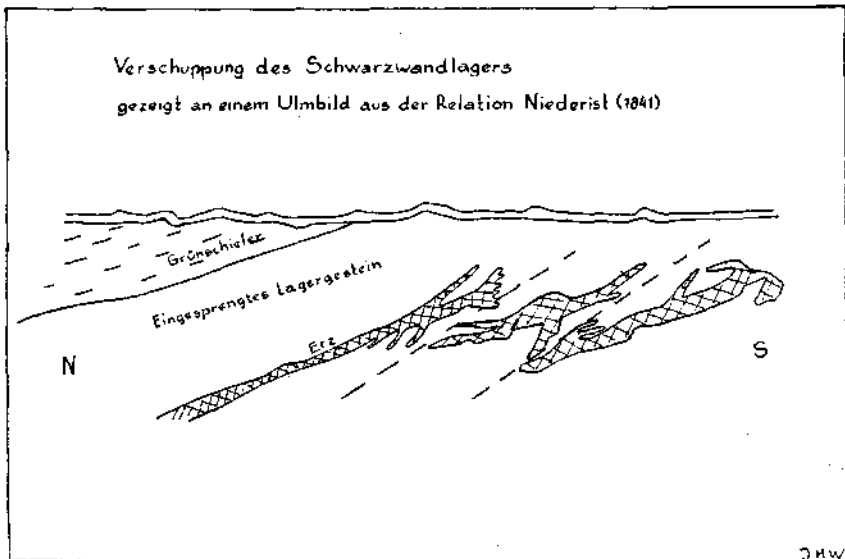 Verschuppung des Schwarzwandlagers
gezeigt an einem Ulmbild aus der Relation Niederist (1841)
Grünschiefer
Eingesprengtes Lagergestein
Erz
N
S
JHW